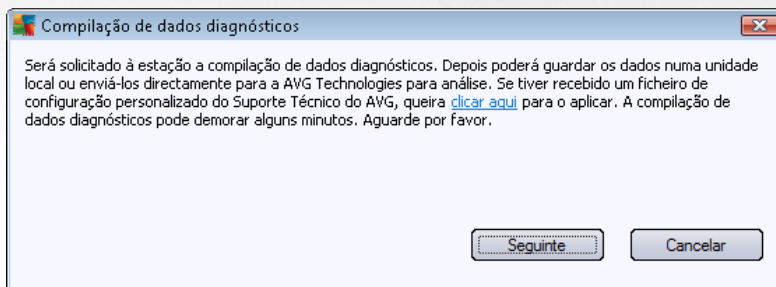 Compilação de dados diagnósticos
Será solicitado à estação a compilação de dados diagnósticos. Depois poderá guardar os dados numa unidade
local ou enviá-los directamente para a AVG Technologies para análise. Se tiver recebido um ficheiro de
configuração personalizado do Suporte Técnico do AVG, queira clicar aqui para o aplicar. A compilação de
dados diagnósticos pode demorar alguns minutos. Aguarde por favor.
Seguinte Cancelar